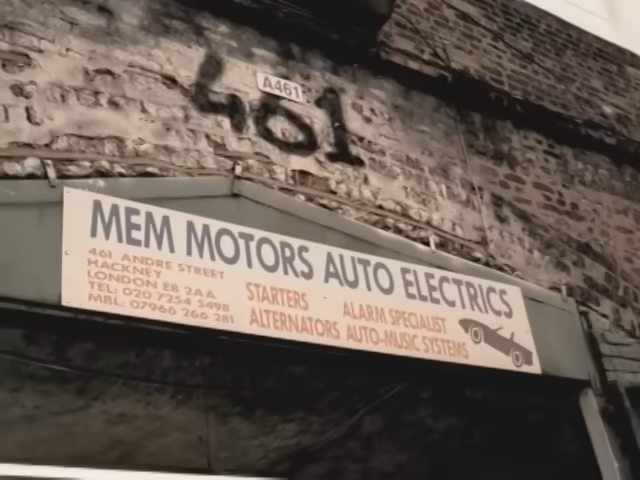 A461
461
MEM MOTORS AUTO ELECTRICS
461 ANDRE STREET
HACKNEY
LONDON E8 2AA
TEL: 020 7254 5498
MBL: 07966 266 281
STARTERS
ALTERNATORS
ALARM SPECIALIST
AUTO-MUSIC SYSTEMS